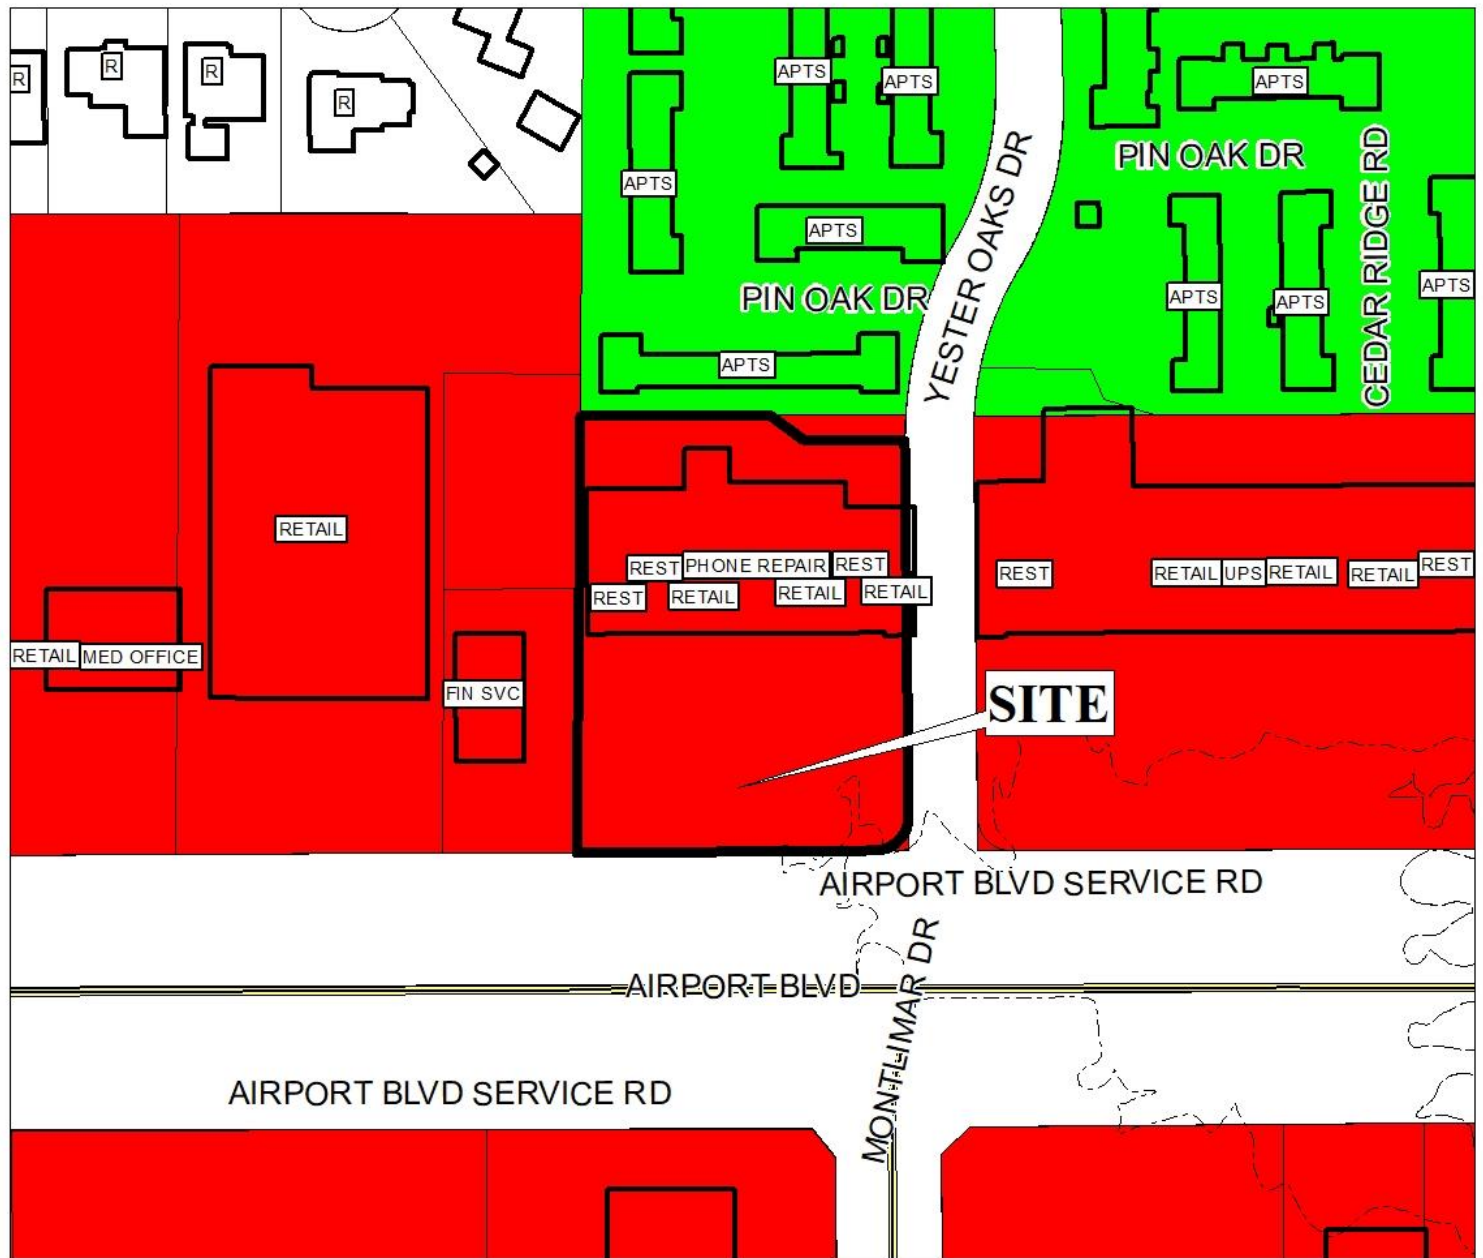 R
R
R
R
APTS
APTS
APTS
PIN OAK DR
APTS
YESTER OAKS DR
CEDAR RIDGE RD
APTS
PIN OAK DR
APTS
APTS
APTS
APTS
RETAIL
REST PHONE REPAIR REST
REST RETAIL RETAIL RETAIL
REST
RETAIL UPS RETAIL RETAIL REST
RETAIL MED OFFICE
FIN SVC
SITE
AIRPORT BLVD SERVICE RD
MONTLIMAR DR
AIRPORT BLVD
AIRPORT BLVD SERVICE RD